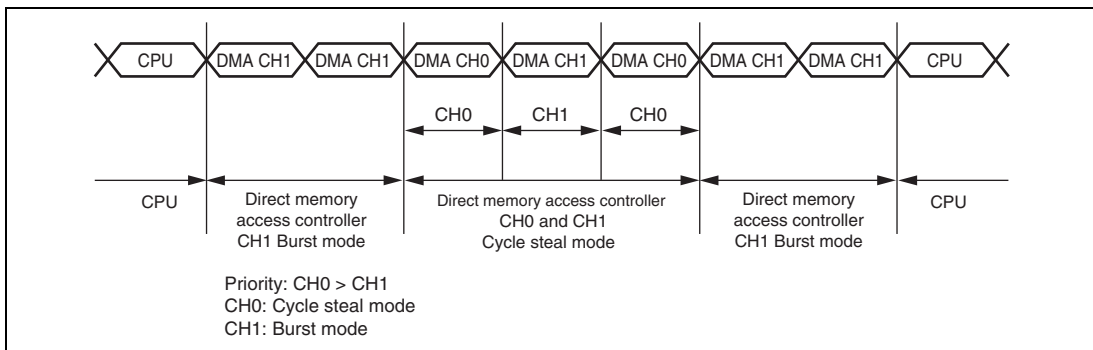 CPU DMA CH1 DMA CH1 DMA CH0 DMA CH1 DMA CH0 DMA CH1 DMA CH1 CPU
CH0 CH1 CH0
CPU
Direct memory
access controller
CH1 Burst mode
Direct memory access controller
CH0 and CH1
Cycle steal mode
Direct memory
access controller
CH1 Burst mode
CPU
Priority: CH0 > CH1
CH0: Cycle steal mode
CH1: Burst mode